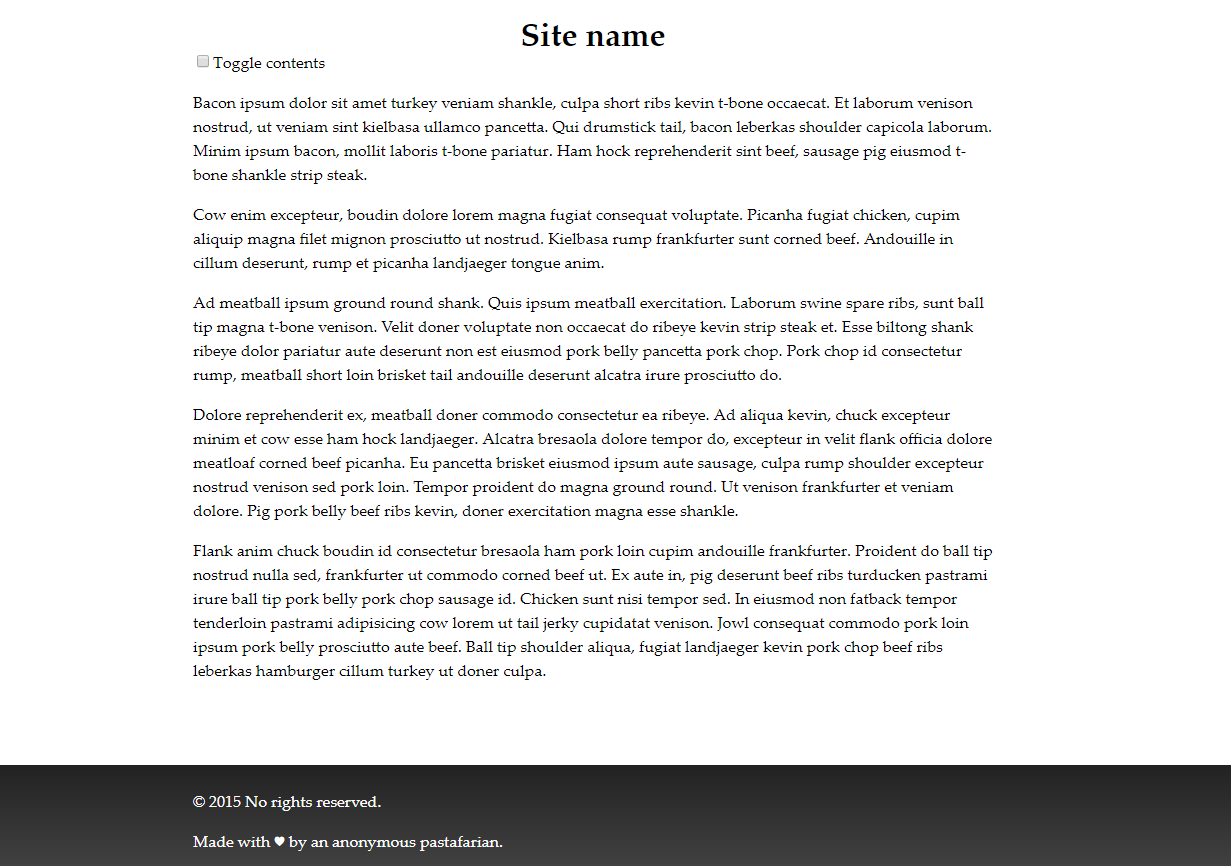 Site name
Toggle contents
Bacon ipsum dolor sit amet turkey veniam shankle, culpa short ribs kevin t-bone occaecat. Et laborum venison
nostrud, ut veniam sint kielbasa ullamco pancetta. Qui drumstick tail, bacon leberkas shoulder capicola laborum.
Minim ipsum bacon, mollit laboris t-bone pariatur. Ham hock reprehenderit sint beef, sausage pig eiusmod t-
bone shankle strip steak.
Cow enim excepteur, boudin dolore lorem magna fugiat consequat voluptate. Picanha fugiat chicken, cupim
aliquip magna filet mignon prosciutto ut nostrud. Kielbasa rump frankfurter sunt corned beef. Andouille in
cillum deserunt, rump et picanha landjaeger tongue anim.
Ad meatball ipsum ground round shank. Quis ipsum meatball exercitation. Laborum swine spare ribs, sunt ball
tip magna t-bone venison. Velit doner voluptate non occaecat do ribeye kevin strip steak et. Esse biltong shank
ribeye dolor pariatur aute deserunt non est eiusmod pork belly pancetta pork chop. Pork chop id consectetur
rump, meatball short loin brisket tail andouille deserunt alcatra irure prosciutto do.
Dolore reprehenderit ex, meatball doner commodo consectetur ea ribeye. Ad aliqua kevin, chuck excepteur
minim et cow esse ham hock landjaeger. Alcatra bresaola dolore tempor do, excepteur in velit flank officia dolore
meatloaf corned beef picanha. Eu pancetta brisket eiusmod ipsum aute sausage, culpa rump shoulder excepteur
nostrud venison sed pork loin. Tempor proident do magna ground round. Ut venison frankfurter et veniam
dolore. Pig pork belly beef ribs kevin, doner exercitation magna esse shankle.
Flank anim chuck boudin id consectetur bresaola ham pork loin cupim andouille frankfurter. Proident do ball tip
nostrud nulla sed, frankfurter ut commodo corned beef ut. Ex aute in, pig deserunt beef ribs turducken pastrami
irure ball tip pork belly pork chop sausage id. Chicken sunt nisi tempor sed. In eiusmod non fatback tempor
tenderloin pastrami adipisicing cow lorem ut tail jerky cupidatat venison. Jowl consequat commodo pork loin
ipsum pork belly prosciutto aute beef. Ball tip shoulder aliqua, fugiat landjaeger kevin pork chop beef ribs
leberkas hamburger cillum turkey ut doner culpa.
© 2015 No rights reserved.
Made with ♥ by an anonymous pastafarian.